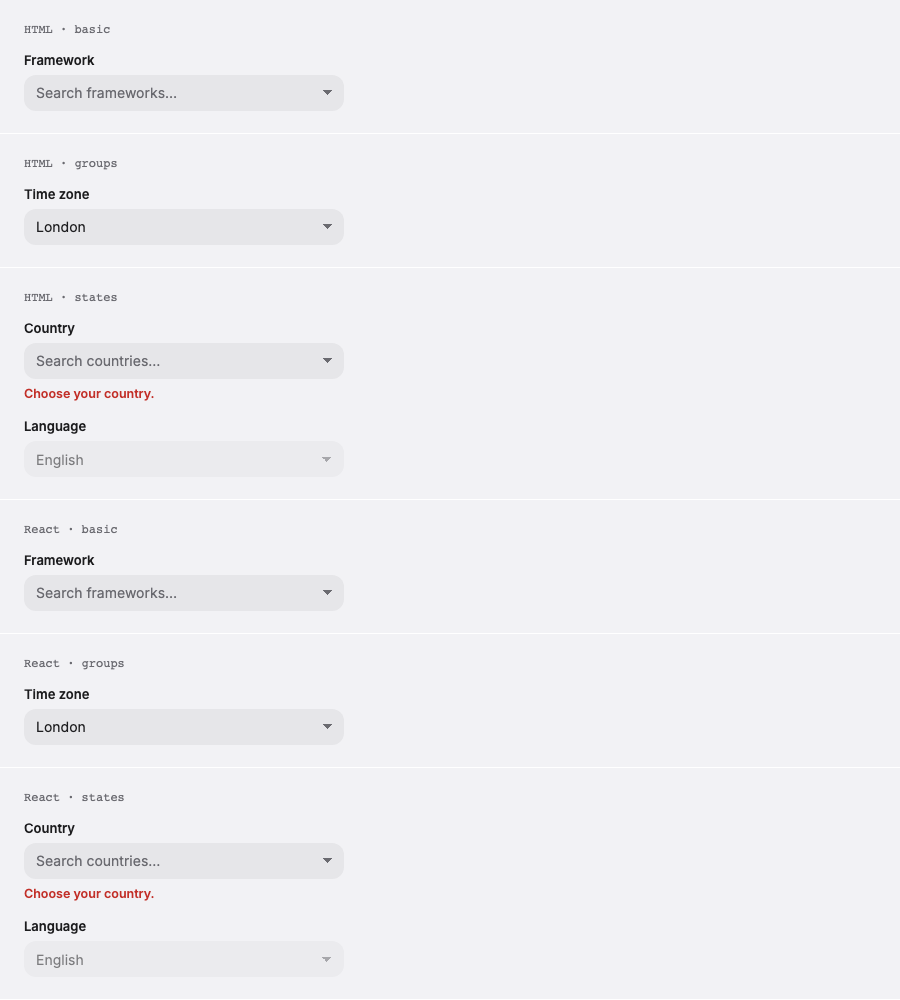 HTML · basic
Framework
Search frameworks…
HTML · groups
Time zone
London
HTML · states
Country
Search countries…
Choose your country.
Language
English
React · basic
Framework
Search frameworks…
React · groups
Time zone
London
React · states
Country
Search countries…
Choose your country.
Language
English